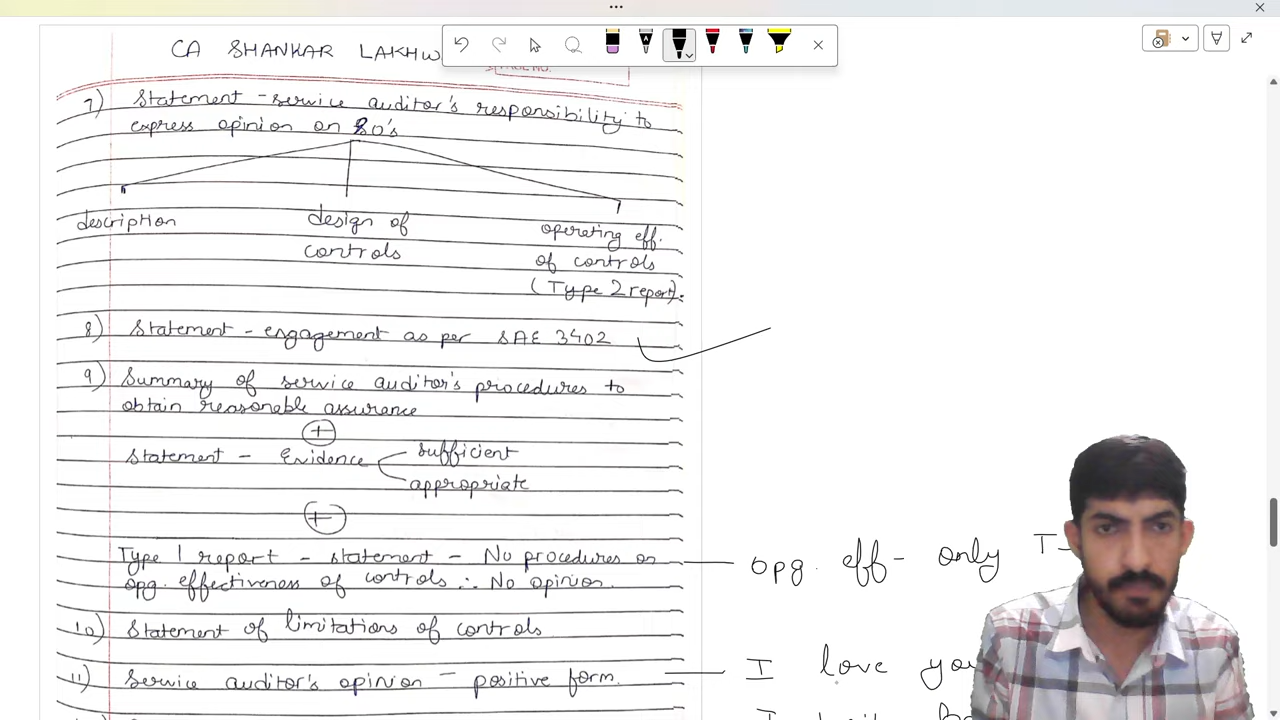 CA SHANKAR LAKHW
7) Statement - service auditor's responsibility to
express opinion on SO's
description
design of
controls
operating eff.
of controls
(Type 2 report).
8) Statement - engagement as per SAE 3402
9) Summary of service auditor's procedures to
obtain reasonable assurance
+
Statement - Evidence
sufficient
appropriate
+
Type 1 report - statement - No procedures on
opg. effectiveness of controls ∴ No opinion.
opg. eff - only T-
10) Statement of limitations of controls
11) Service auditor's opinion - positive form.
I love you